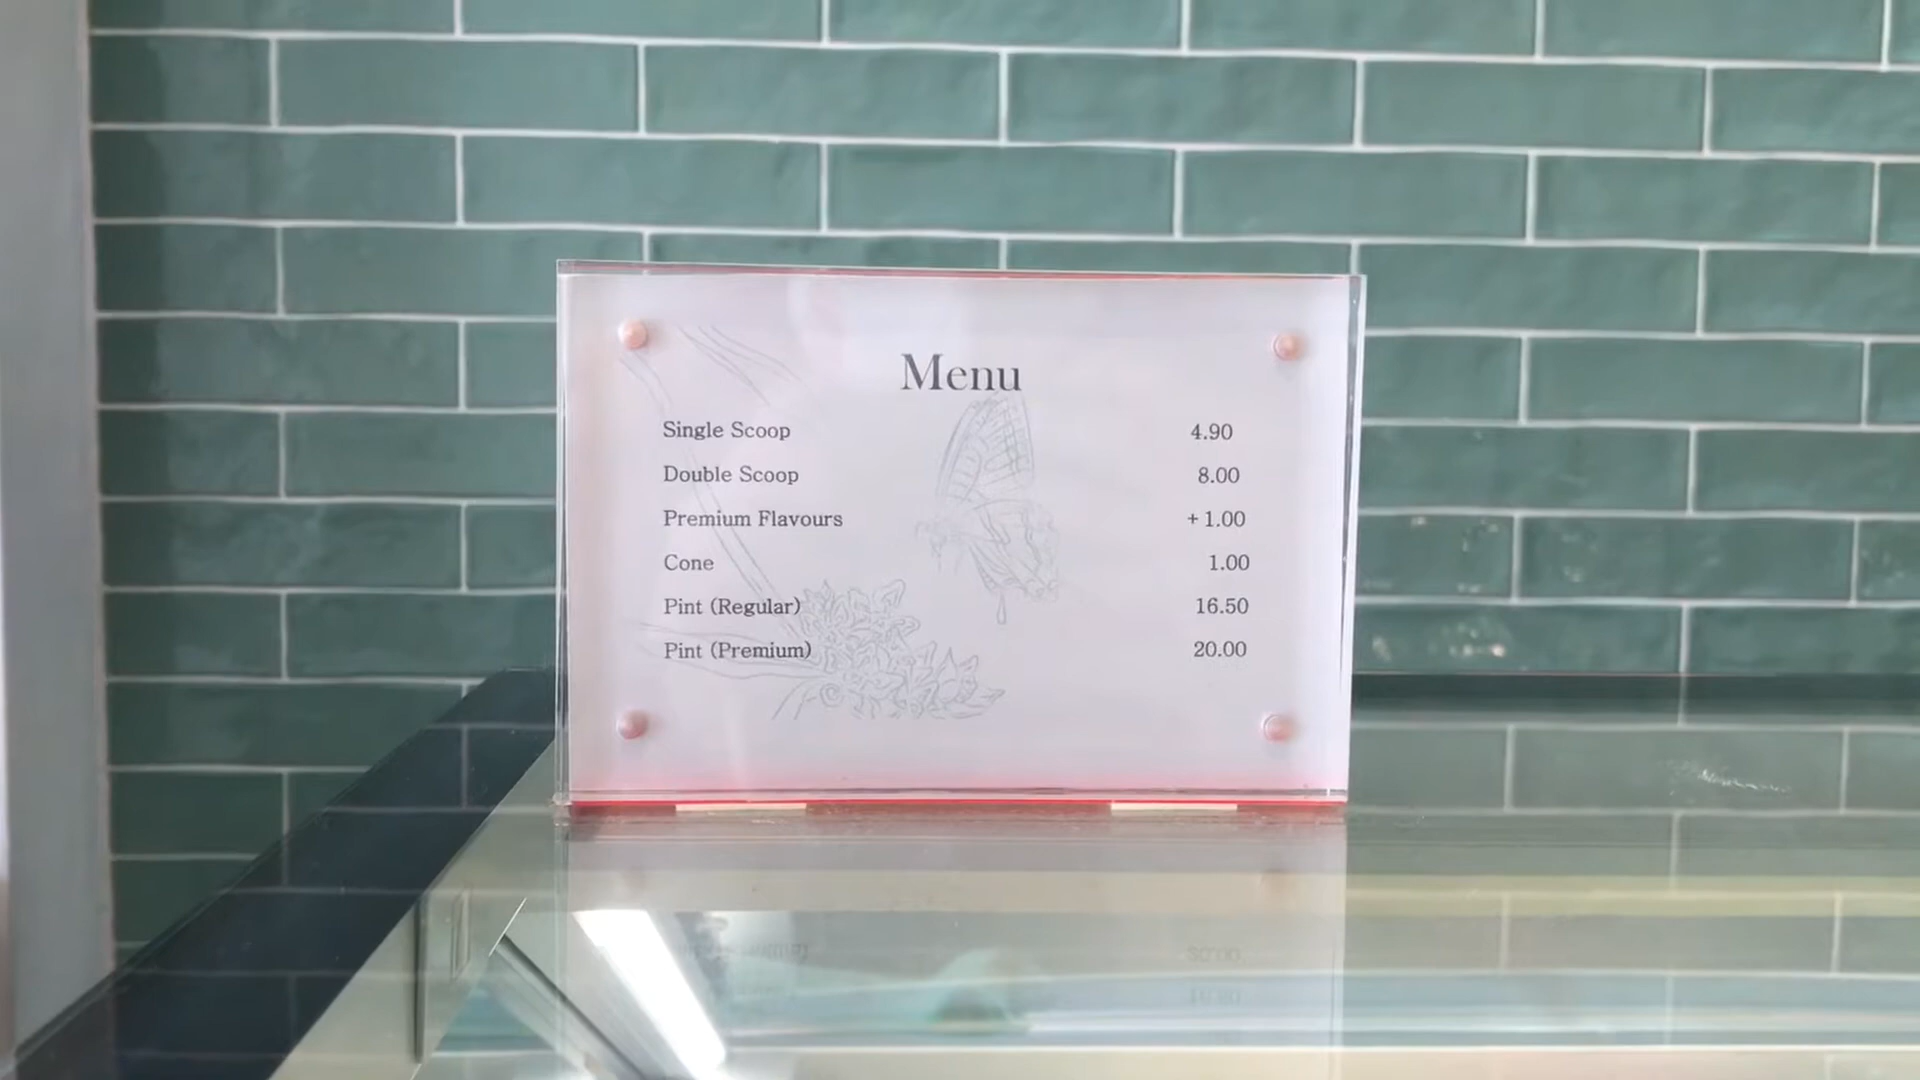 Menu
Single Scoop 4.90
Double Scoop 8.00
Premium Flavours + 1.00
Cone 1.00
Pint (Regular) 16.50
Pint (Premium) 20.00